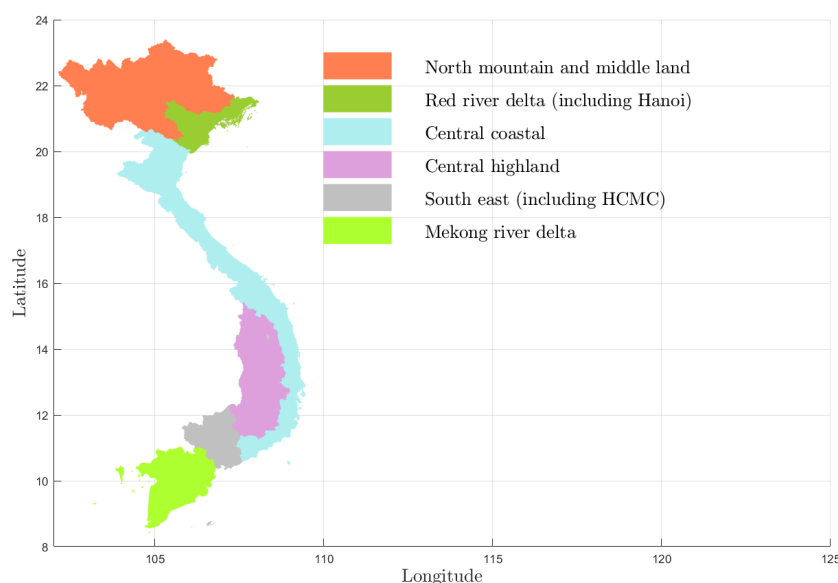 24
22
20
18
16
14
12
10
8
Latitude
North mountain and middle land
Red river delta (including Hanoi)
Central coastal
Central highland
South east (including HCMC)
Mekong river delta
105
110
115
120
125
Longitude